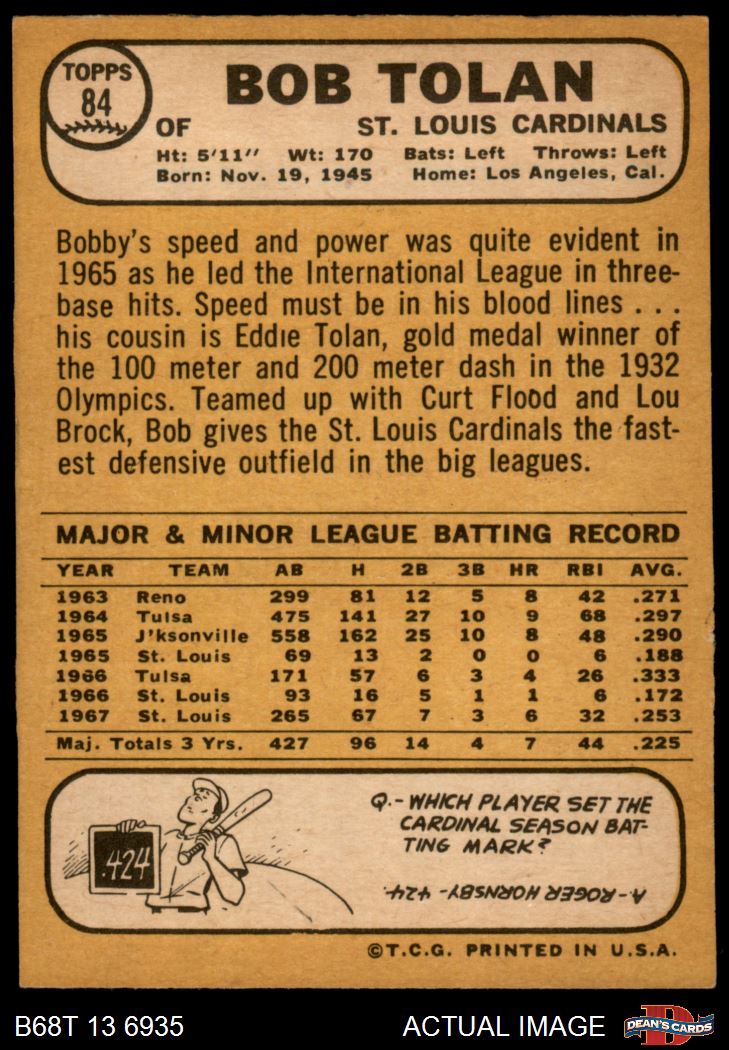 TOPPS
84
BOB TOLAN
OF ST. LOUIS CARDINALS
Ht: 5'11" Wt: 170 Bats: Left Throws: Left
Born: Nov. 19, 1945 Home: Los Angeles, Cal.
Bobby's speed and power was quite evident in
1965 as he led the International League in three-
base hits. Speed must be in his blood lines . . .
his cousin is Eddie Tolan, gold medal winner of
the 100 meter and 200 meter dash in the 1932
Olympics. Teamed up with Curt Flood and Lou
Brock, Bob gives the St. Louis Cardinals the fast-
est defensive outfield in the big leagues.
MAJOR & MINOR LEAGUE BATTING RECORD
YEAR TEAM AB H 2B 3B HR RBI AVG.
1963 Reno 299 81 12 5 8 42 .271
1964 Tulsa 475 141 27 10 9 68 .297
1965 J'ksonville 558 162 25 10 8 48 .290
1965 St. Louis 69 13 2 0 0 6 .188
1966 Tulsa 171 57 6 3 4 26 .333
1966 St. Louis 93 16 5 1 1 6 .172
1967 St. Louis 265 67 7 3 6 32 .253
Maj. Totals 3 Yrs. 427 96 14 4 7 44 .225
.424
Q.- WHICH PLAYER SET THE
CARDINAL SEASON BAT-
TING MARK?
A.- ROGER HORNSBY - .424.
©T.C.G. PRINTED IN U.S.A.
B68T 13 6935 ACTUAL IMAGE
DEAN'S CARDS